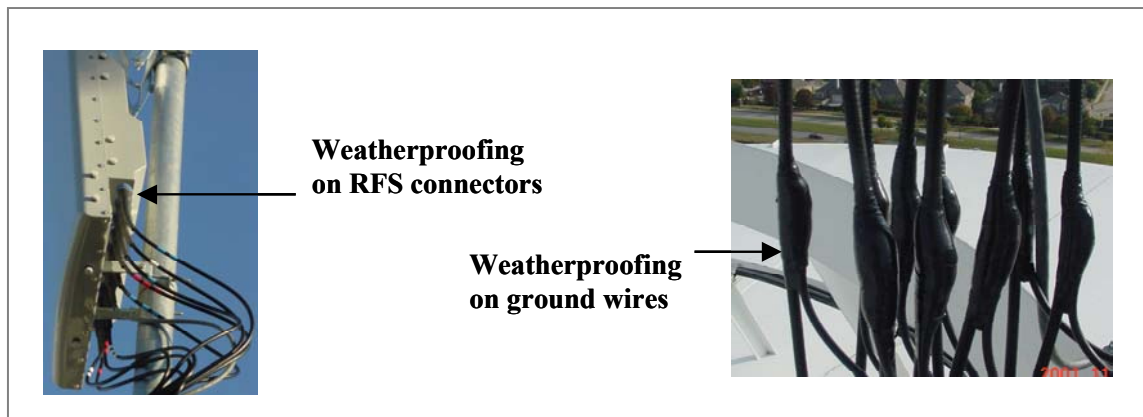 Weatherproofing
on RFS connectors
Weatherproofing
on ground wires